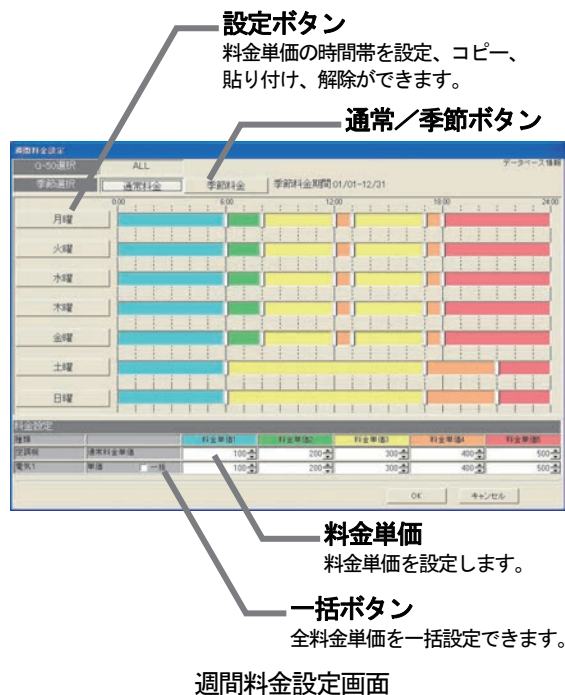 設定ボタン
料金単価の時間帯を設定、コピー、
貼り付け、解除ができます。
通常／季節ボタン
週間料金設定
G-50選択 ALL データベース情報
季節選択 通常料金 季節料金 季節料金期間:01/01-12/31
0:00 6:00 12:00 18:00 24:00
月曜
火曜
水曜
木曜
金曜
土曜
日曜
料金設定
種類 料金単価1 料金単価2 料金単価3 料金単価4 料金単価5
空調機 通常料金単価 100 200 300 400 500
電気1 単価 一括 100 200 300 400 500
OK キャンセル
料金単価
料金単価を設定します。
一括ボタン
全料金単価を一括設定できます。
週間料金設定画面